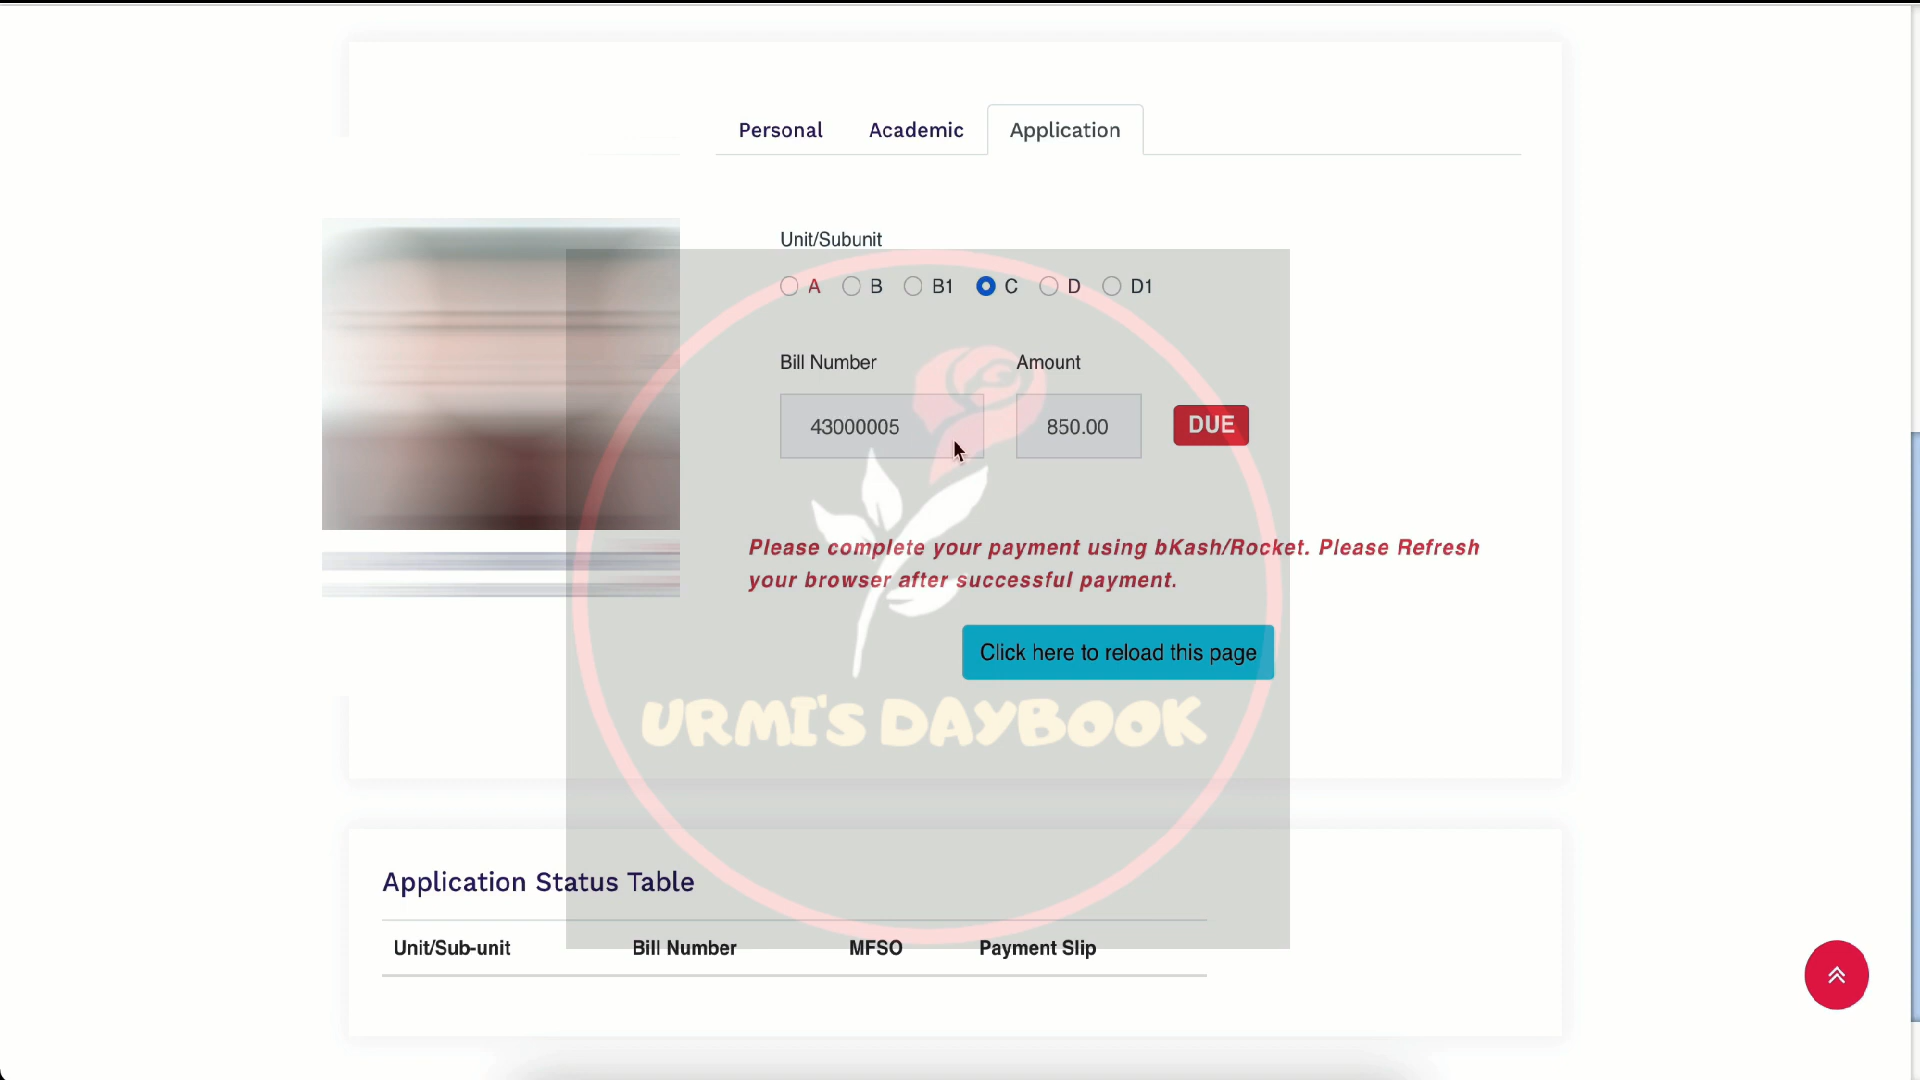 Personal Academic Application
Unit/Subunit
A B B1 C D D1
Bill Number Amount
43000005 850.00 DUE
Please complete your payment using bKash/Rocket. Please Refresh
your browser after successful payment.
Click here to reload this page
URMI'S DAYBOOK
Application Status Table
Unit/Sub-unit Bill Number MFSO Payment Slip